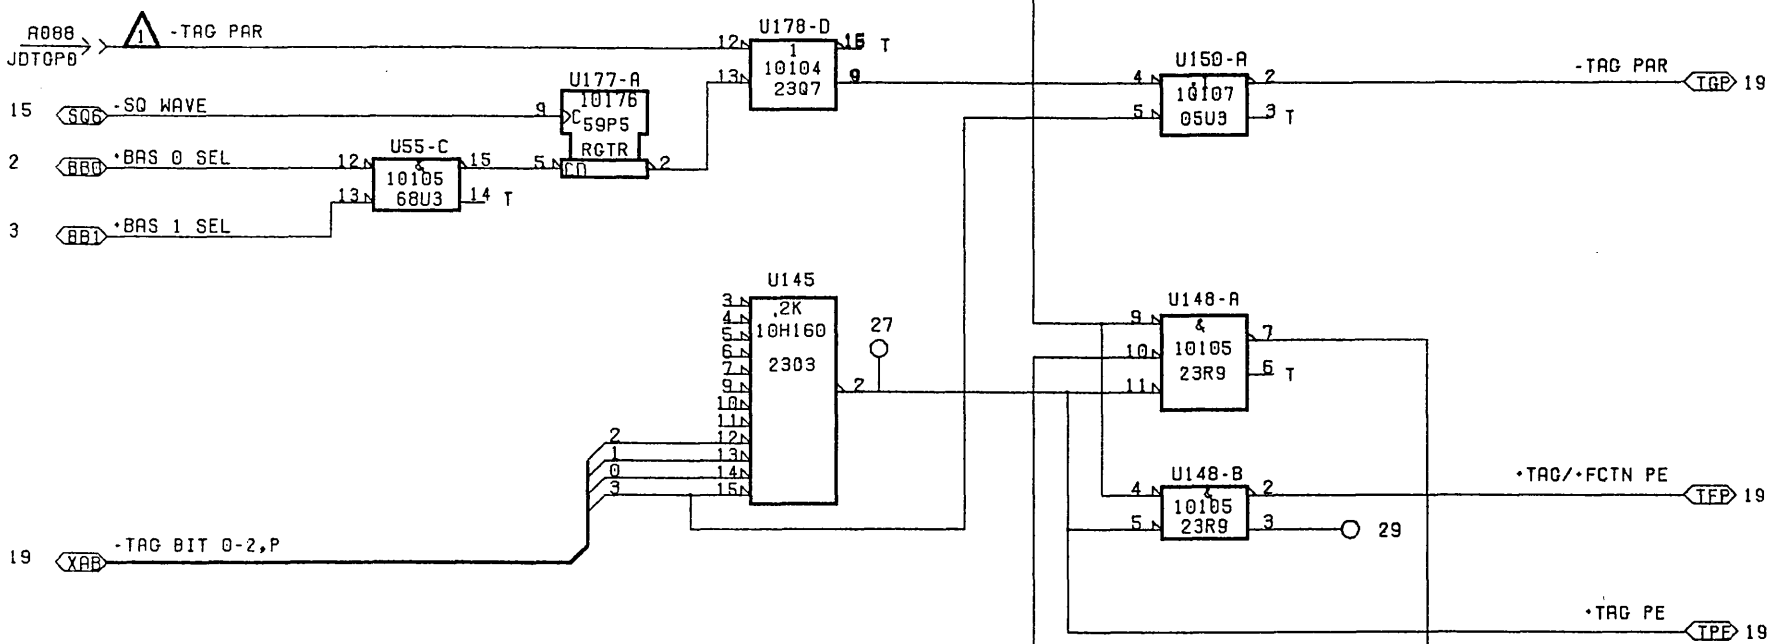 A088
JDTGP0
1
-TAG PAR
15 SQ6 -SQ WAVE
2 BB0 +BAS 0 SEL
3 BB1 +BAS 1 SEL
U55-C
12 & 15
10105
13 68U3 14 T
U177-A
10176
9 C 59P5
RGTR
5 CD 2
U178-D
12 1 T
10104
13 23Q7 9
U150-A
4 2
10107
5 05U3 3 T
-TAG PAR TGP 19
U145
3 .2K
4 10H160
5
6 2303
7
9 2
10
11
2 12
1 13
0 14
3 15
27
19 XAB -TAG BIT 0-2,P
U148-A
9 & 7
10 10105
23R9 6 T
11
U148-B
4 & 2
10105
5 23R9 3 29
+TAG/+FCTN PE TFP 19
+TAG PE TPE 19